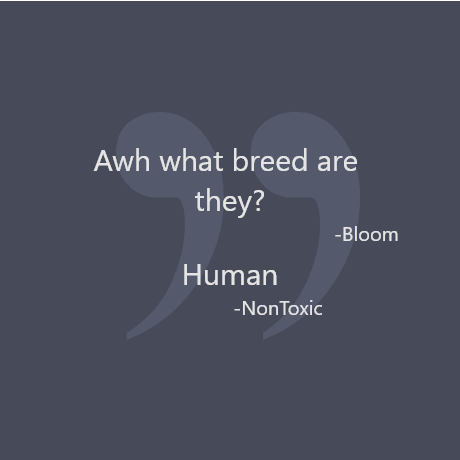 Awh what breed are
they?
-Bloom
Human
-NonToxic